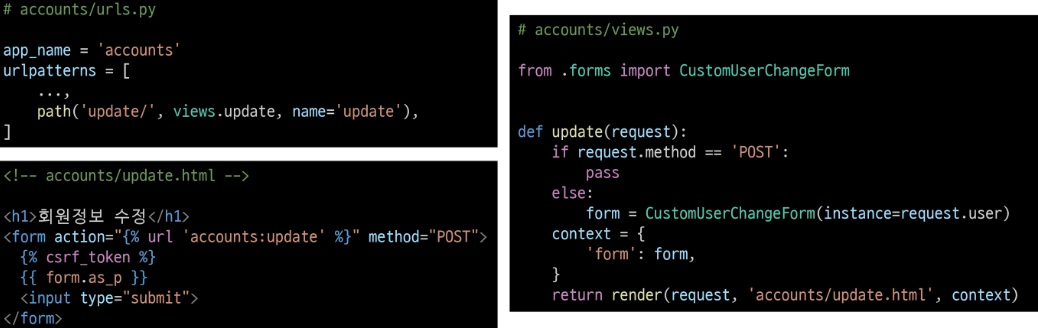 # accounts/urls.py
app_name = 'accounts'
urlpatterns = [
    ...,
    path('update/', views.update, name='update'),
]
<!-- accounts/update.html -->
<h1>회원정보 수정</h1>
<form action="{% url 'accounts:update' %}" method="POST">
  {% csrf_token %}
  {{ form.as_p }}
  <input type="submit">
</form>
# accounts/views.py
from .forms import CustomUserChangeForm
def update(request):
    if request.method == 'POST':
        pass
    else:
        form = CustomUserChangeForm(instance=request.user)
    context = {
        'form': form,
    }
    return render(request, 'accounts/update.html', context)